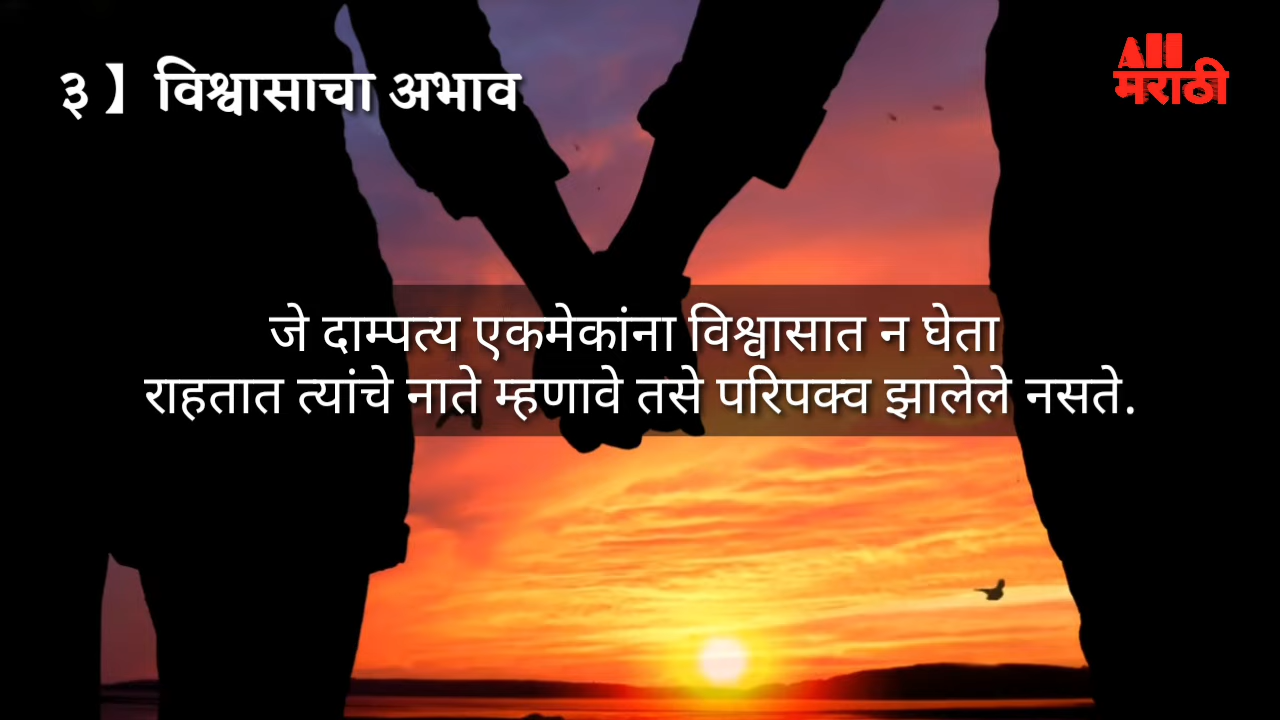 ३】विश्वासाचा अभाव
All
मराठी
जे दाम्पत्य एकमेकांना विश्वासात न घेता
राहतात त्यांचे नाते म्हणावे तसे परिपक्व झालेले नसते.